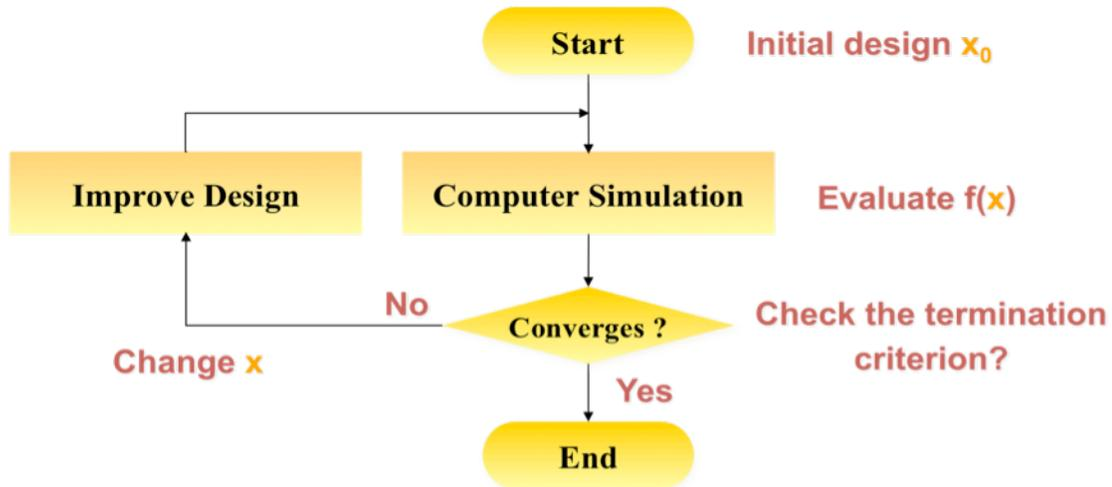 Start
Initial design x₀
Improve Design
Computer Simulation
Evaluate f(x)
No
Converges ?
Check the termination
criterion?
Change x
Yes
End